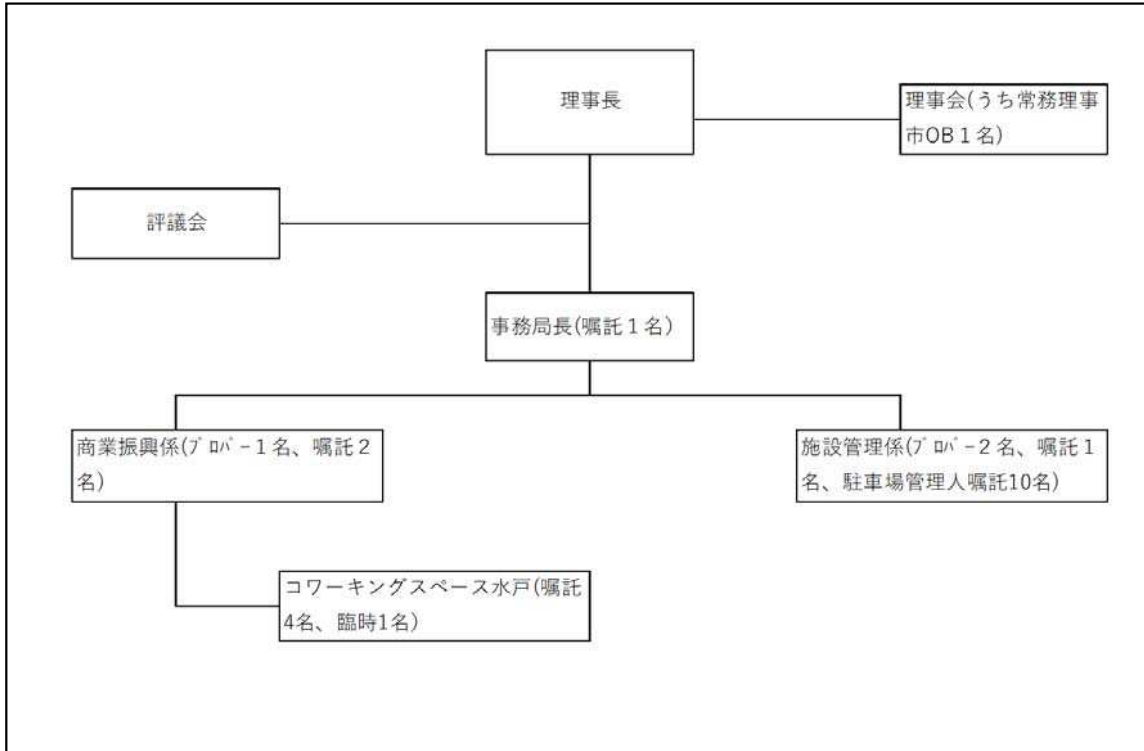 理事長
理事会(うち常務理事
市OB１名)
評議会
事務局長(嘱託１名)
商業振興係(ﾌﾟﾛﾊﾟｰ１名、嘱託２
名)
施設管理係(ﾌﾟﾛﾊﾟｰ２名、嘱託１
名、駐車場管理人嘱託10名)
コワーキングスペース水戸(嘱託
4名、臨時1名)